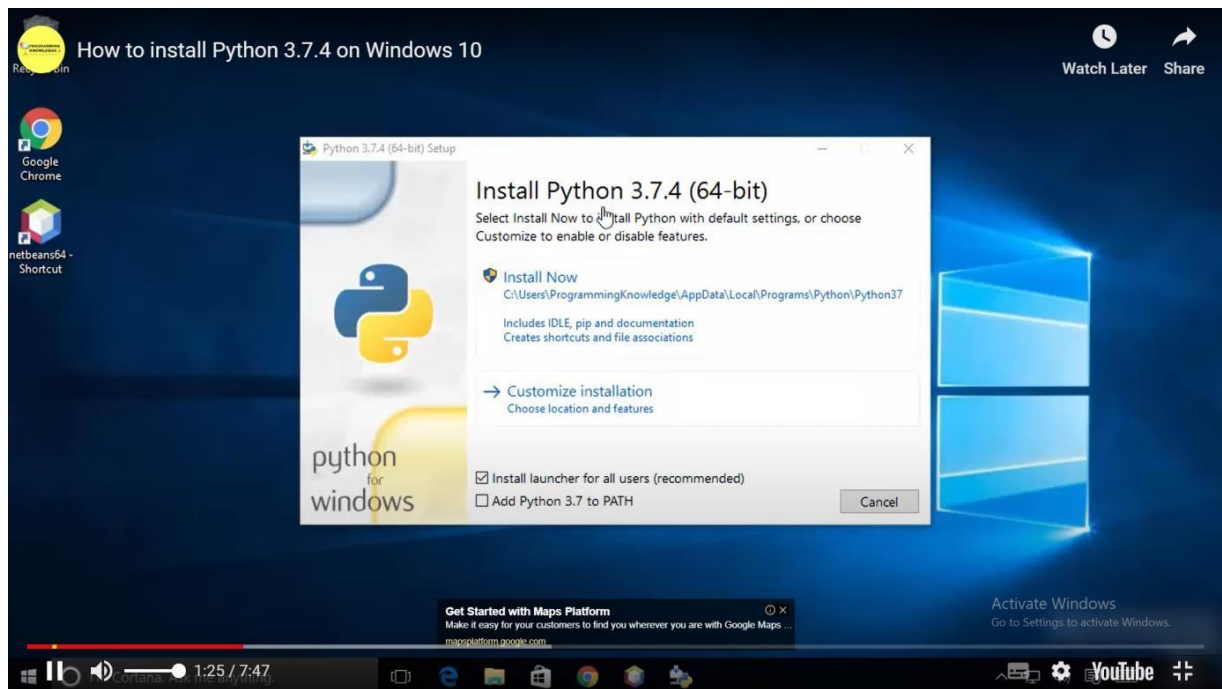 How to install Python 3.7.4 on Windows 10
Watch Later
Share
Google
Chrome
netbeans64 -
Shortcut
Python 3.7.4 (64-bit) Setup
Install Python 3.7.4 (64-bit)
Select Install Now to install Python with default settings, or choose
Customize to enable or disable features.
Install Now
C:\Users\ProgrammingKnowledge\AppData\Local\Programs\Python\Python37
Includes IDLE, pip and documentation
Creates shortcuts and file associations
Customize installation
Choose location and features
python
for
windows
Install launcher for all users (recommended)
Add Python 3.7 to PATH
Cancel
Get Started with Maps Platform
Make it easy for your customers to find you wherever you are with Google Maps ...
mapsplatform.google.com
Activate Windows
Go to Settings to activate Windows.
1:25 / 7:47
Cortana. Ask me anything.
YouTube